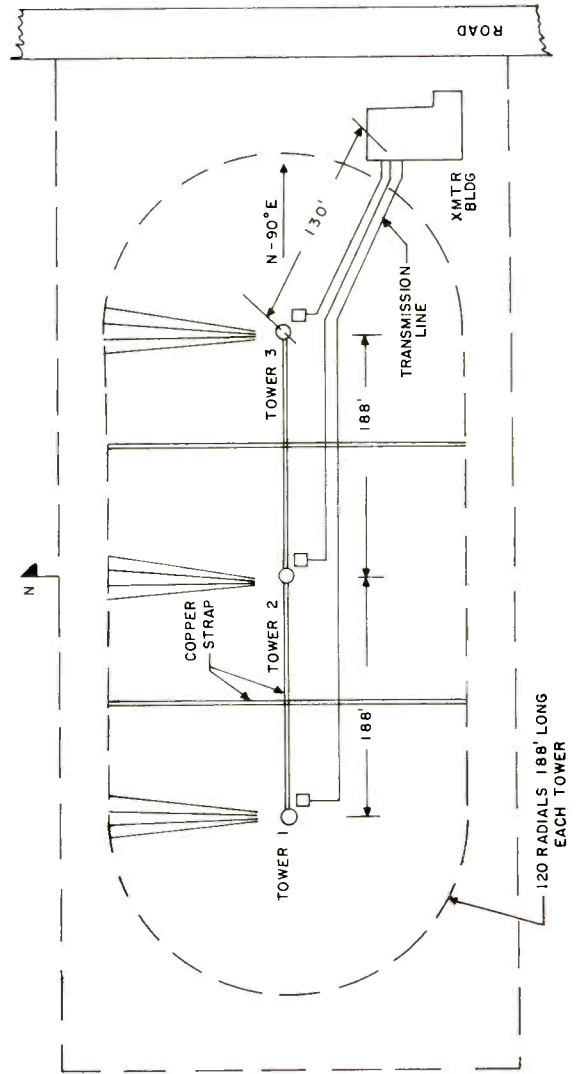 ROAD
N
N-90°E
130'
XMTR
BLDG
TRANSMISSION
LINE
TOWER 3
188'
COPPER
STRAP
TOWER 2
188'
TOWER 1
120 RADIALS 188' LONG
EACH TOWER